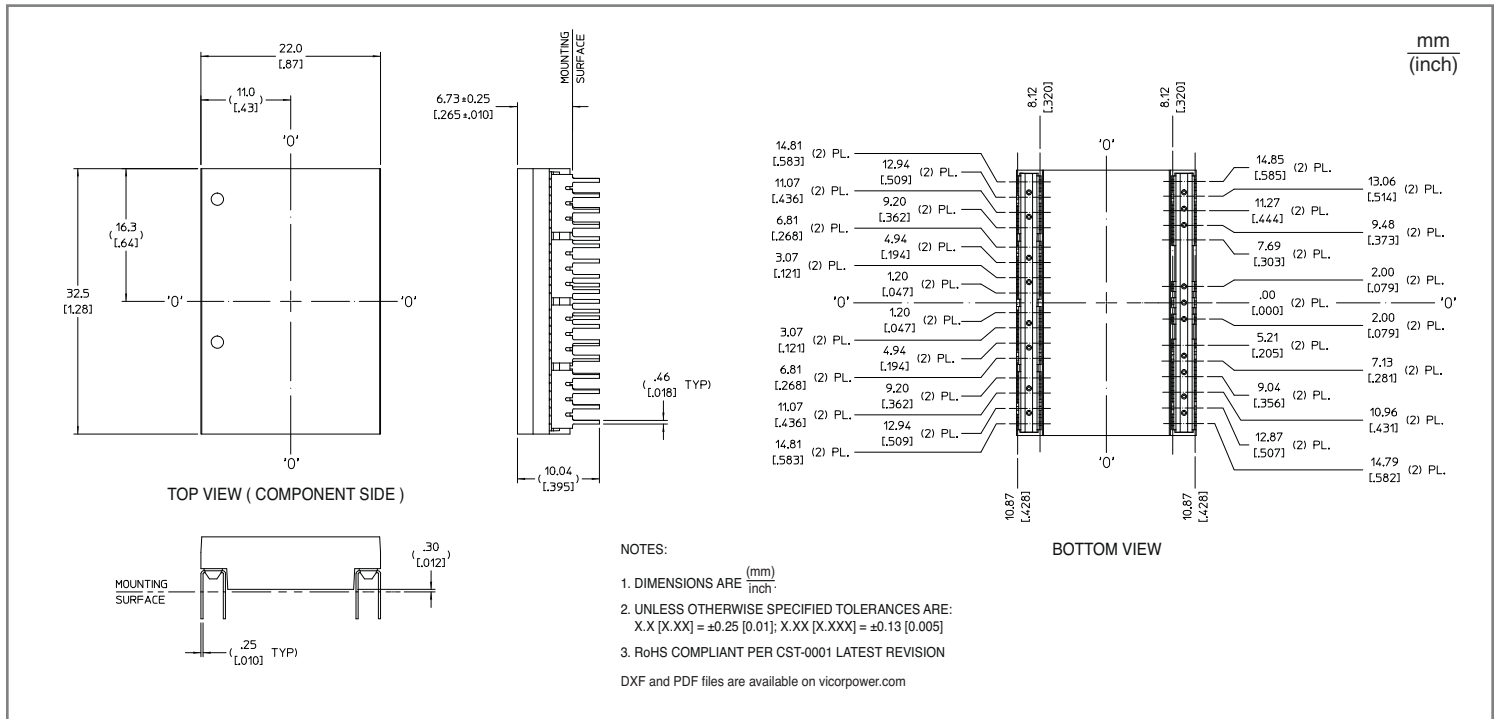 mm
(inch)
22.0
[.87]
(11.0
[.43])
'0'
MOUNTING
SURFACE
6.73±0.25
[.265±.010]
(16.3
[.64])
32.5
[1.28]
'0'
'0'
'0'
(.46
[.018] TYP)
(10.04
[.395])
TOP VIEW ( COMPONENT SIDE )
MOUNTING
SURFACE
(.30
[.012])
(.25
[.010] TYP)
8.12
[.320]
8.12
[.320]
'0'
14.81
[.583] (2) PL.
12.94
[.509] (2) PL.
11.07
[.436] (2) PL.
9.20
[.362] (2) PL.
6.81
[.268] (2) PL.
4.94
[.194] (2) PL.
3.07
[.121] (2) PL.
1.20
[.047] (2) PL.
'0'
1.20
[.047] (2) PL.
3.07
[.121] (2) PL.
4.94
[.194] (2) PL.
6.81
[.268] (2) PL.
9.20
[.362] (2) PL.
11.07
[.436] (2) PL.
12.94
[.509] (2) PL.
14.81
[.583] (2) PL.
14.85
[.585] (2) PL.
13.06
[.514] (2) PL.
11.27
[.444] (2) PL.
9.48
[.373] (2) PL.
7.69
[.303] (2) PL.
2.00
[.079] (2) PL.
.00
[.000] (2) PL.
'0'
2.00
[.079] (2) PL.
5.21
[.205] (2) PL.
7.13
[.281] (2) PL.
9.04
[.356] (2) PL.
10.96
[.431] (2) PL.
12.87
[.507] (2) PL.
14.79
[.582] (2) PL.
'0'
10.87
[.428]
10.87
[.428]
BOTTOM VIEW
NOTES:
1. DIMENSIONS ARE (mm)
inch.
2. UNLESS OTHERWISE SPECIFIED TOLERANCES ARE:
X.X [X.XX] = ±0.25 [0.01]; X.XX [X.XXX] = ±0.13 [0.005]
3. RoHS COMPLIANT PER CST-0001 LATEST REVISION
DXF and PDF files are available on vicorpower.com